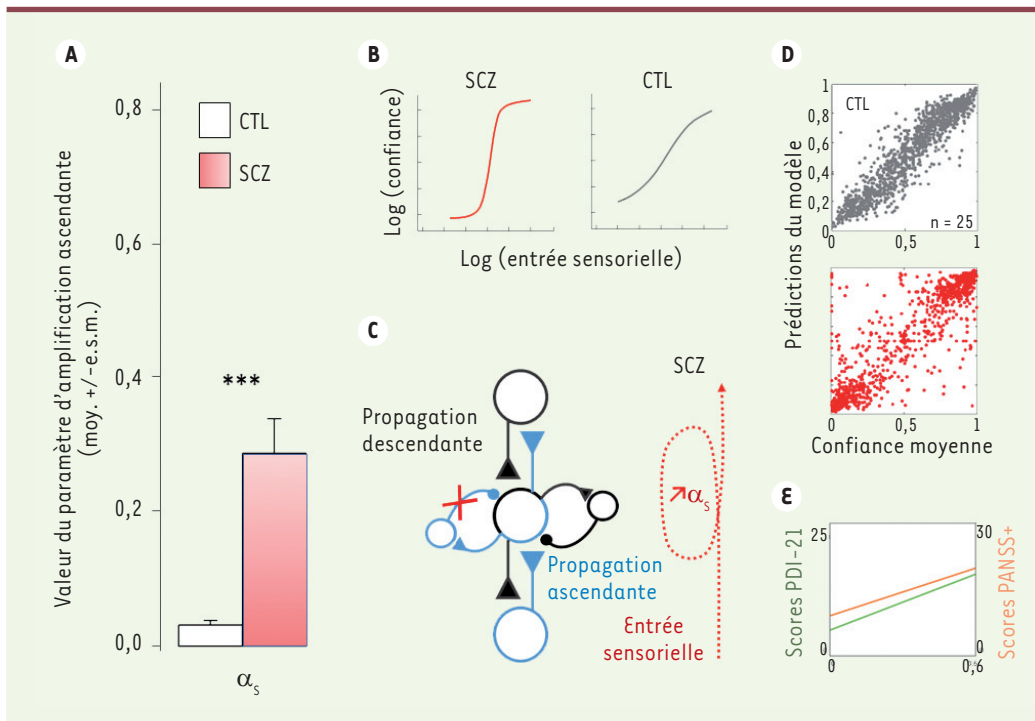 A
Valeur du paramètre d'amplification ascendante
(moy. +/-e.s.m.)
0,8
0,6
0,4
0,2
0,0
CTL
SCZ
***
αs
B
SCZ
CTL
Log (confiance)
Log (entrée sensorielle)
C
SCZ
Propagation
descendante
↗αs
Propagation
ascendante
Entrée
sensorielle
D
Prédictions du modèle
1
0,8
0,6
0,4
0,2
0
CTL
n = 25
0 0,5 1
0 0,5 1
Confiance moyenne
E
Scores PDI-21
25
0
30
0
Scores PANSS+
0 0,6